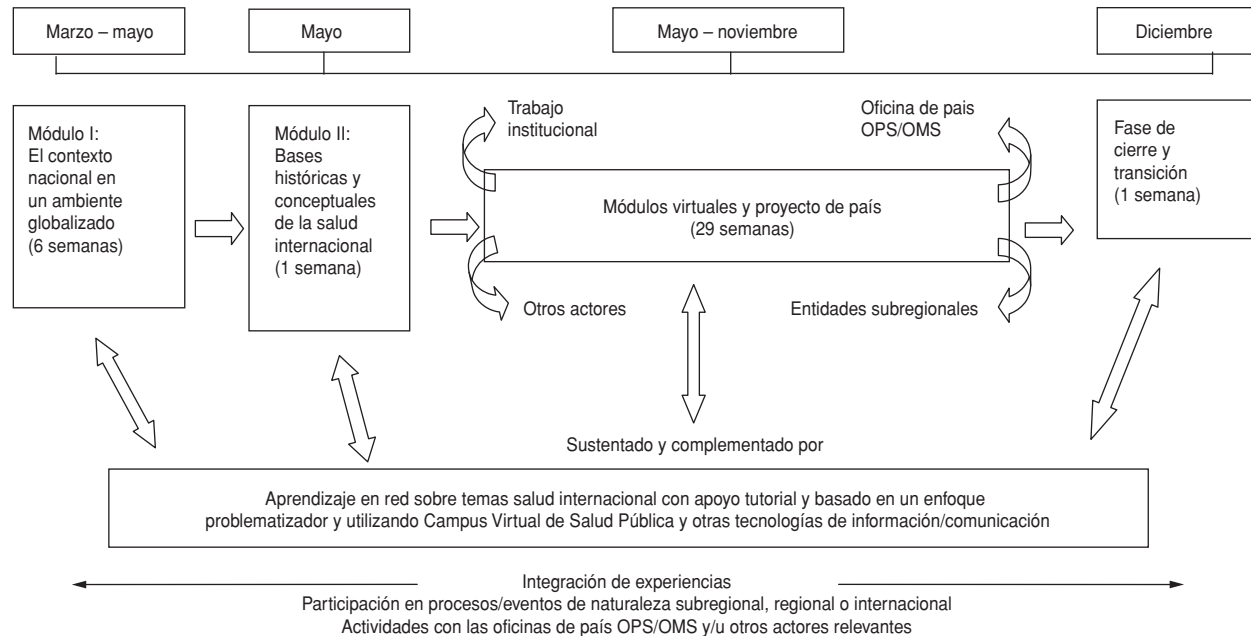 Marzo – mayo
Mayo
Mayo – noviembre
Diciembre
Módulo I:
El contexto
nacional en
un ambiente
globalizado
(6 semanas)
Módulo II:
Bases
históricas y
conceptuales
de la salud
internacional
(1 semana)
Trabajo
institucional
Oficina de pais
OPS/OMS
Módulos virtuales y proyecto de país
(29 semanas)
Otros actores
Entidades subregionales
Fase de
cierre y
transición
(1 semana)
Sustentado y complementado por
Aprendizaje en red sobre temas salud internacional con apoyo tutorial y basado en un enfoque
problematizador y utilizando Campus Virtual de Salud Pública y otras tecnologías de información/comunicación
Integración de experiencias
Participación en procesos/eventos de naturaleza subregional, regional o internacional
Actividades con las oficinas de país OPS/OMS y/u otros actores relevantes